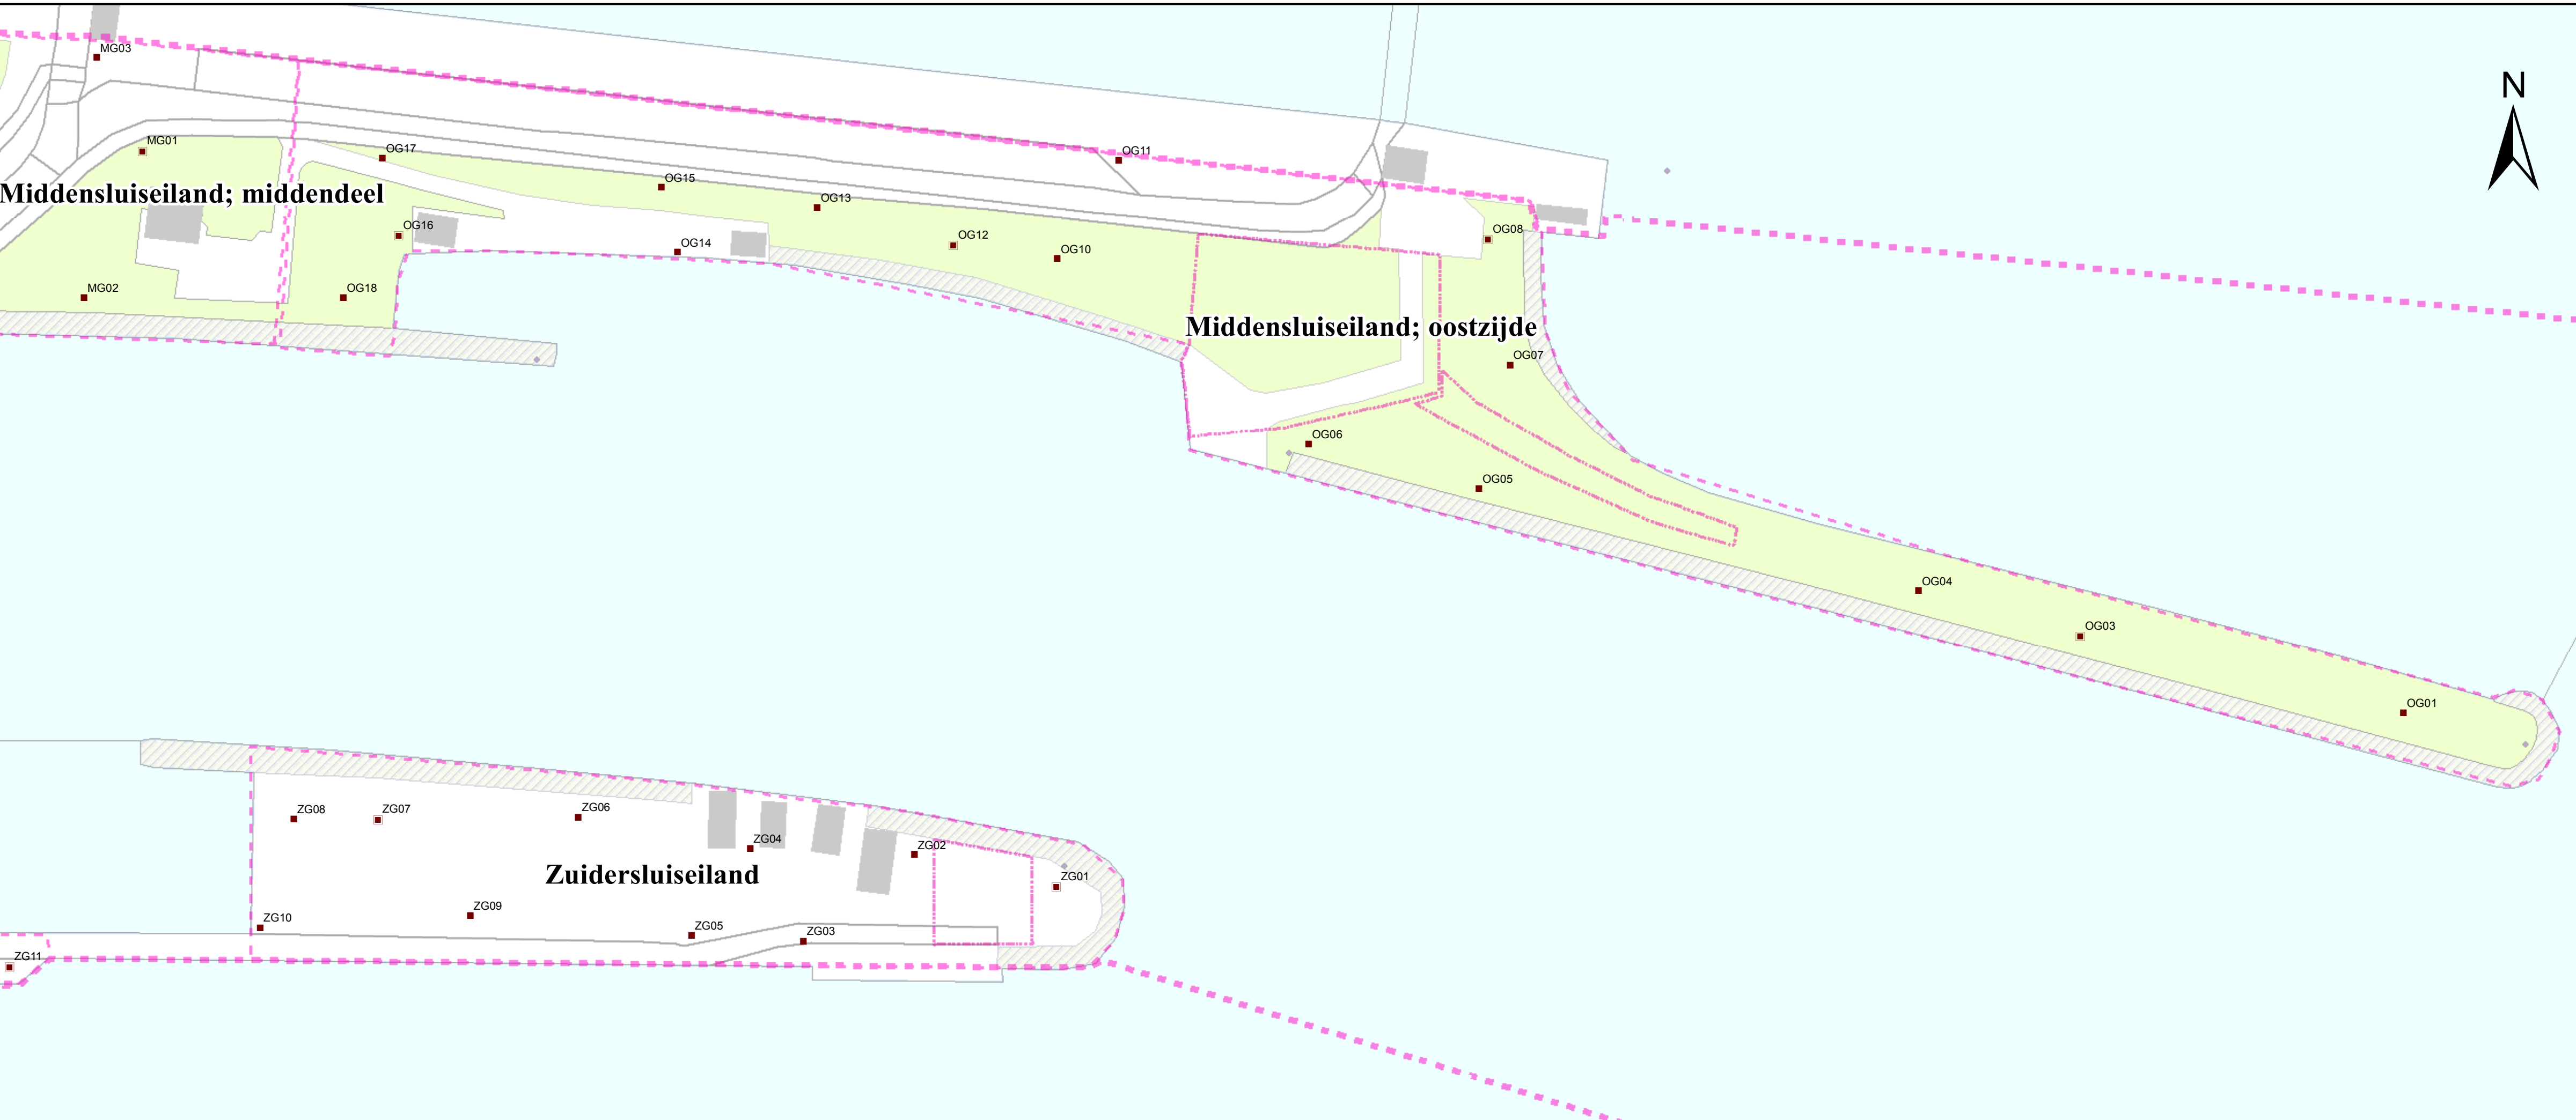 MG03
N
MG01
OG17
OG11
OG15
Middensluiseiland; middendeel
OG13
OG16
OG12
OG08
OG14
OG10
MG02
OG18
Middensluiseiland; oostzijde
OG07
OG06
OG05
OG04
OG03
OG01
ZG08
ZG07
ZG06
ZG04
ZG02
Zuidersluiseiland
ZG01
ZG09
ZG10
ZG05
ZG03
ZG11